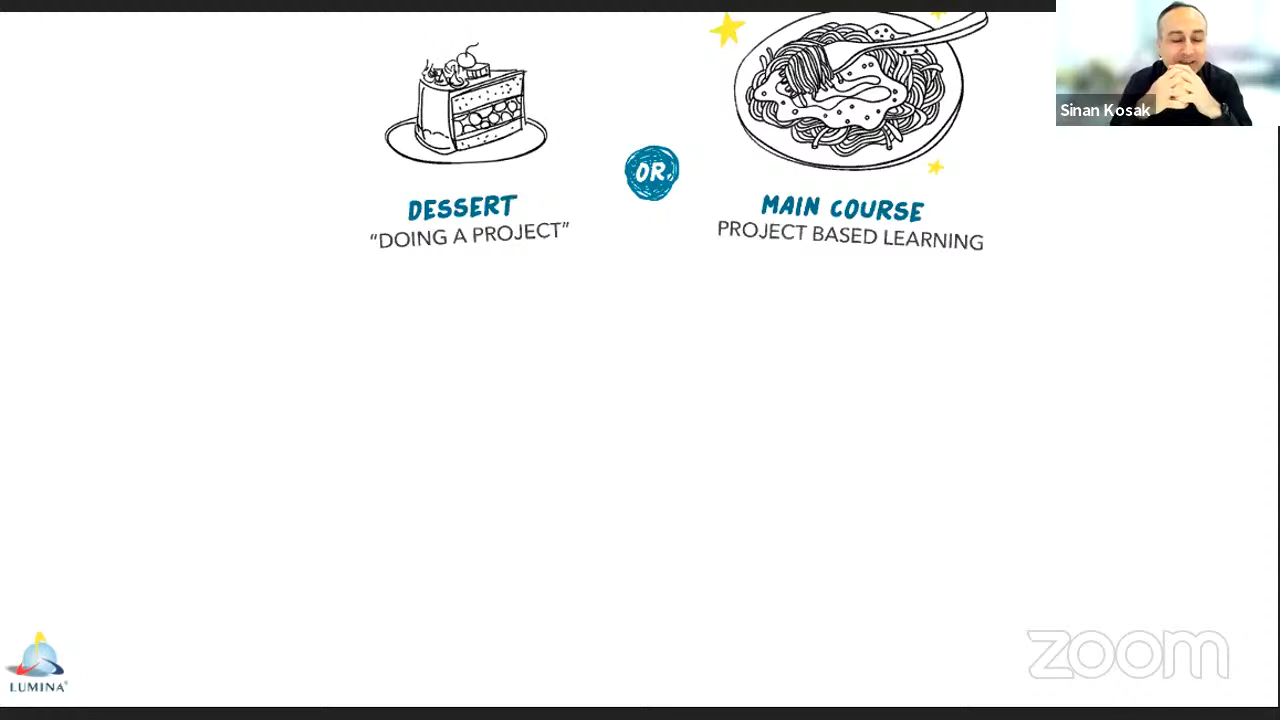 Sinan Kosak
OR,
DESSERT
"DOING A PROJECT"
MAIN COURSE
PROJECT BASED LEARNING
LUMINA®
zoom